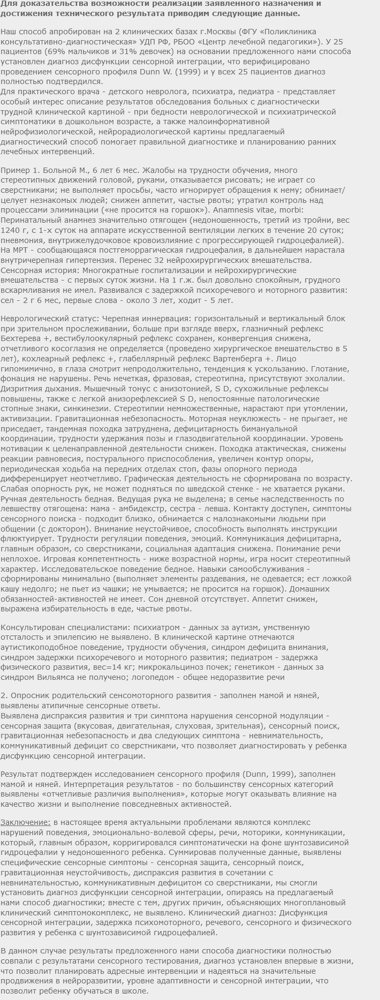 Для доказательства возможности реализации заявленного назначения и
достижения технического результата приводим следующие данные.
Наш способ апробирован на 2 клинических базах г.Москвы (ФГУ «Поликлиника
консультативно-диагностическая» УДП РФ, РБОО «Центр лечебной педагогики»). У 25
пациентов (69% мальчиков и 31% девочек) на основании предложенного нами способа
установлен диагноз дисфункции сенсорной интеграции, что верифицировано
проведением сенсорного профиля Dunn W. (1999) и у всех 25 пациентов диагноз
полностью подтвердился.
Для практического врача - детского невролога, психиатра, педиатра - представляет
особый интерес описание результатов обследования больных с диагностически
трудной клинической картиной - при бедности неврологической и психиатрической
симптоматики в дошкольном возрасте, а также малоинформативной
нейрофизиологической, нейрорадиологической картины предлагаемый
диагностический способ помогает правильной диагностике и планированию ранних
лечебных интервенций.
Пример 1. Больной М., 6 лет 6 мес. Жалобы на трудности обучения, много
стереотипных движений головой, руками, отказывается рисовать; не играет со
сверстниками; не выполняет просьбы, часто игнорирует обращения к нему; обнимает/
целует незнакомых людей; снижен аппетит, частые рвоты; утратил контроль над
процессами элиминации («не просится на горшок»). Anamnesis vitae, morbi:
Перинатальный анамнез значительно отягощен (недоношенность, третий из тройни, вес
1240 г, с 1-х суток на аппарате искусственной вентиляции легких в течение 20 суток;
пневмония, внутрижелудочковое кровоизлияние с прогрессирующей гидроцефалией).
На МРТ - сообщающаяся постгеморрагическая гидроцефалия, в дальнейшем нарастала
внутричерепная гипертензия. Перенес 32 нейрохирургических вмешательства.
Сенсорная история: Многократные госпитализации и нейрохирургические
вмешательства - с первых суток жизни. На 1 г.ж. был довольно спокойным, грудного
вскармливания не имел. Развивался с задержкой психоречевого и моторного развития:
сел - 2 г 6 мес, первые слова - около 3 лет, ходит - 5 лет.
Неврологический статус: Черепная иннервация: горизонтальный и вертикальный блок
при зрительном прослеживании, больше при взгляде вверх, глазничный рефлекс
Бехтерева +, вестибулоокулярный рефлекс сохранен, конвергенция снижена,
отчетливого косоглазия не определяется (проведено хирургическое вмешательство в 5
лет), кохлеарный рефлекс +, глабеллярный рефлекс Вартенберга +. Лицо
гипомимично, в глаза смотрит непродолжительно, тенденция к ускользанию. Глотание,
фонация не нарушены. Речь нечеткая, фразовая, стереотипна, присутствуют эхолалии.
Дизритмия дыхания. Мышечный тонус с анизотонией, S D, сухожильные рефлексы
повышены, также с легкой анизорефлексией S D, непостоянные патологические
стопные знаки, синкинезии. Стереотипии немножественные, нарастают при утомлении,
активизации. Гравитационная небезопасность. Моторная неуклюжесть - не прыгает, не
приседает, тандемная походка затруднена, дефицитарность бимануальной
координации, трудности удержания позы и глазодвигательной координации. Уровень
мотивации к целенаправленной деятельности снижен. Походка атактическая, снижены
реакции равновесия, постурального приспособления, увеличен контур опоры,
периодическая ходьба на передних отделах стоп, фазы опорного периода
дифференцирует неотчетливо. Графическая деятельность не сформирована по возрасту.
Слабая опорность рук, не может подняться по шведской стенке - не хватается руками.
Ручная деятельность бедная. Ведущая рука не выделена; в семье наследственность по
левшеству отягощена: мама - амбидекстр, сестра - левша. Контакту доступен, симптомы
сенсорного поиска - подходит близко, обнимается с малознакомыми людьми при
общении (с доктором). Внимание неустойчивое, способность выполнять инструкции
флюктуирует. Трудности регуляции поведения, эмоций. Коммуникация дефицитарна,
главным образом, со сверстниками, социальная адаптация снижена. Понимание речи
неплохое. Игровая компетентность - ниже возрастной нормы, игра носит стереотипный
характер. Исследовательское поведение бедное. Навыки самообслуживания -
сформированы минимально (выполняет элементы раздевания, не одевается; ест ложкой
кашу недолго; не пьет из чашки; не умывается; не просится на горшок). Домашних
обязанностей-активностей не имеет. Сон дневной отсутствует. Аппетит снижен,
выражена избирательность в еде, частые рвоты.
Консультирован специалистами: психиатром - данных за аутизм, умственную
отсталость и эпилепсию не выявлено. В клинической картине отмечаются
аутистикоподобное поведение, трудности обучения, синдром дефицита внимания,
синдром задержки психоречевого и моторного развития; педиатром - задержка
физического развития, вес=14 кг; микрокальциноз почек; генетиком - данных за
синдром Вильямса не получено; логопедом - общее недоразвитие речи
2. Опросник родительский сенсомоторного развития - заполнен мамой и няней,
выявлены атипичные сенсорные ответы.
Выявлена диспраксия развития и три симптома нарушения сенсорной модуляции -
сенсорная защита (вкусовая, двигательная, слуховая, зрительная), сенсорный поиск,
гравитационная небезопасность и два следующих симптома - невнимательность,
коммуникативный дефицит со сверстниками, что позволяет диагностировать у ребенка
дисфункцию сенсорной интеграции.
Результат подтвержден исследованием сенсорного профиля (Dunn, 1999), заполнен
мамой и няней. Интерпретация результатов - по большинству сенсорных категорий
выявлены «отчетливые различия выполнения», которые могут оказывать влияние на
качество жизни и выполнение повседневных активностей.
Заключение: в настоящее время актуальными проблемами являются комплекс
нарушений поведения, эмоционально-волевой сферы, речи, моторики, коммуникации,
который, главным образом, корригировался симптоматически на фоне шунтозависимой
гидроцефалии у недоношенного ребенка. Суммировав полученные данные, выявлены
специфические сенсорные симптомы - сенсорная защита, сенсорный поиск,
гравитационная неустойчивость, диспраксия развития в сочетании с
невнимательностью, коммуникативным дефицитом со сверстниками, мы смогли
установить диагноз дисфункции сенсорной интеграции, опираясь на предлагаемый
нами способ диагностики; вместе с тем, других причин, объясняющих многоплановый
клинический симптомокомплекс, не выявлено. Клинический диагноз: Дисфункция
сенсорной интеграции, задержка психомоторного, речевого, сенсорного и физического
развития у ребенка с шунтозависимой гидроцефалией.
В данном случае результаты предложенного нами способа диагностики полностью
совпали с результатами сенсорного тестирования, диагноз установлен впервые в жизни,
что позволит планировать адресные интервенции и надеяться на значительные
продвижения в нейроразвитии, уровне адаптивности и сенсорной интеграции, что
позволит ребенку обучаться в школе.